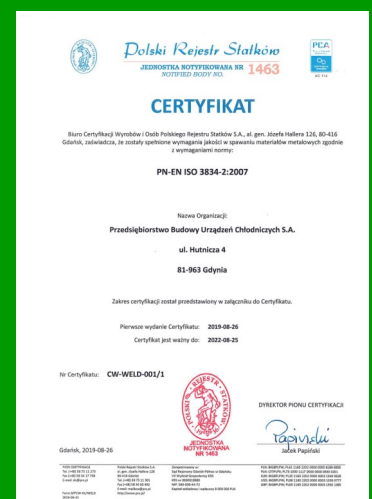 Polski Rejestr Statków
JEDNOSTKA NOTYFIKOWANA NR 1463
NOTIFIED BODY NO.
PCA
CERTYFIKAT
Biuro Certyfikacji Wyrobów i Osób Polskiego Rejestru Statków S.A., al. gen. Józefa Hallera 126, 80-416
Gdańsk, zaświadcza, że zostały spełnione wymagania jakości w spawaniu materiałów metalowych zgodnie
z wymaganiami normy:
PN-EN ISO 3834-2:2007
Nazwa Organizacji:
Przedsiębiorstwo Budowy Urządzeń Chłodniczych S.A.
ul. Hutnicza 4
81-963 Gdynia
Zakres certyfikacji został przedstawiony w załączniku do Certyfikatu.
Pierwsze wydanie Certyfikatu: 2019-08-26
Certyfikat jest ważny do: 2022-08-25
Nr Certyfikatu: CW-WELD-001/1
REJESTR STATKÓW
JEDNOSTKA
NOTYFIKOWANA
NR 1463
DYREKTOR PIONU CERTYFIKACJI
Papiński
Jacek Papiński
Gdańsk, 2019-08-26